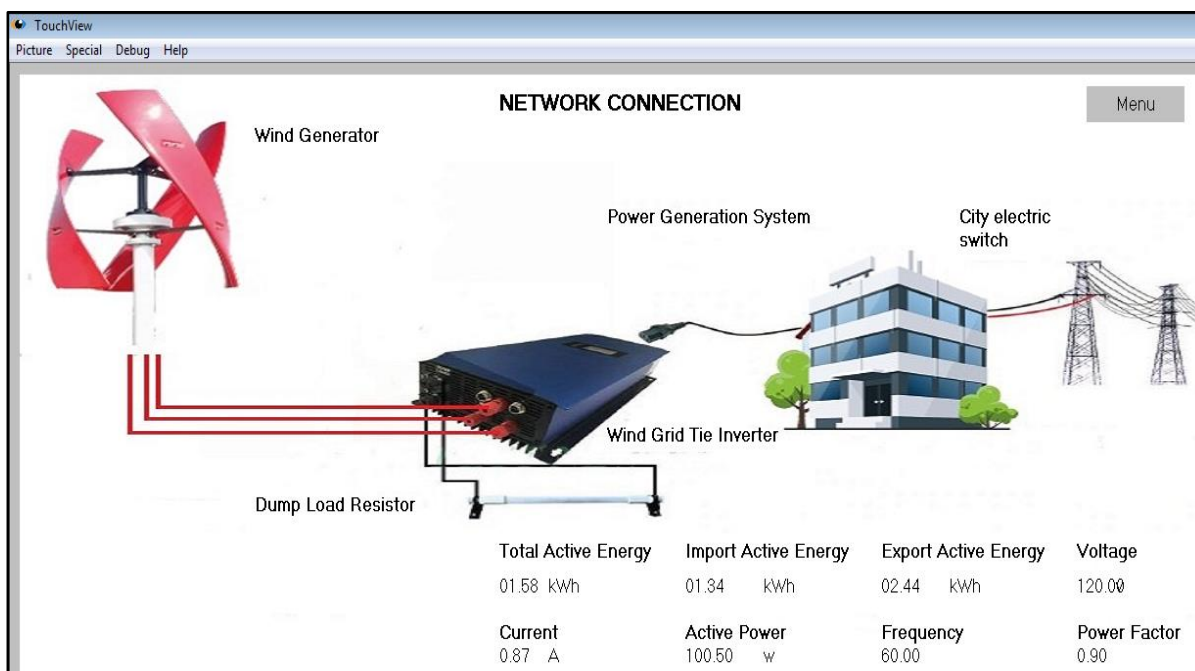 TouchView
Picture Special Debug Help
NETWORK CONNECTION
Menu
Wind Generator
Power Generation System
City electric
switch
Wind Grid Tie Inverter
Dump Load Resistor
Total Active Energy Import Active Energy Export Active Energy Voltage
01.58 kWh 01.34 kWh 02.44 kWh 120.00
Current Active Power Frequency Power Factor
0.87 A 100.50 w 60.00 0.90